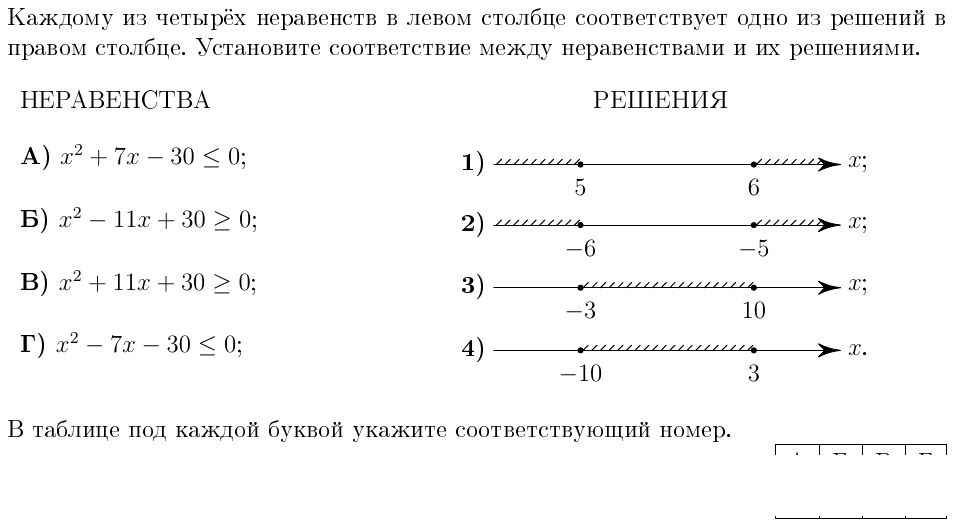 Каждому из четырёх неравенств в левом столбце соответствует одно из решений в
правом столбце. Установите соответствие между неравенствами и их решениями.
НЕРАВЕНСТВА
РЕШЕНИЯ
А) x² + 7x − 30 ≤ 0;
1) x;
5 6
Б) x² − 11x + 30 ≥ 0;
2) x;
−6 −5
В) x² + 11x + 30 ≥ 0;
3) x;
−3 10
Г) x² − 7x − 30 ≤ 0;
4) x.
−10 3
В таблице под каждой буквой укажите соответствующий номер.